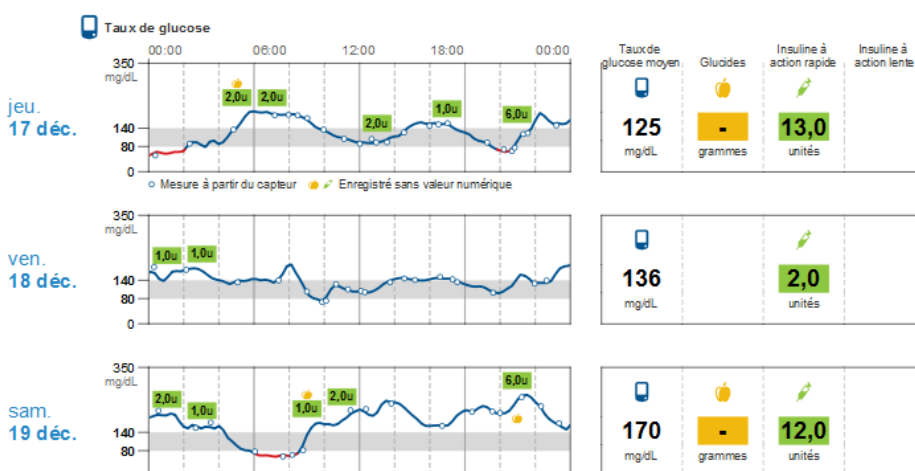 Taux de glucose
00:00 06:00 12:00 18:00 00:00
Taux de glucose moyen Glucides Insuline à action rapide Insuline à action lente
350
mg/dL
140
80
0
jeu.
17 déc.
2,0u 2,0u 2,0u 1,0u 6,0u
125 - 13,0
mg/dL grammes unités
Mesure à partir du capteur Enregistré sans valeur numérique
350
mg/dL
140
80
0
ven.
18 déc.
1,0u 1,0u
136 2,0
mg/dL unités
350
mg/dL
140
80
sam.
19 déc.
2,0u 1,0u 1,0u 2,0u 6,0u
170 - 12,0
mg/dL grammes unités